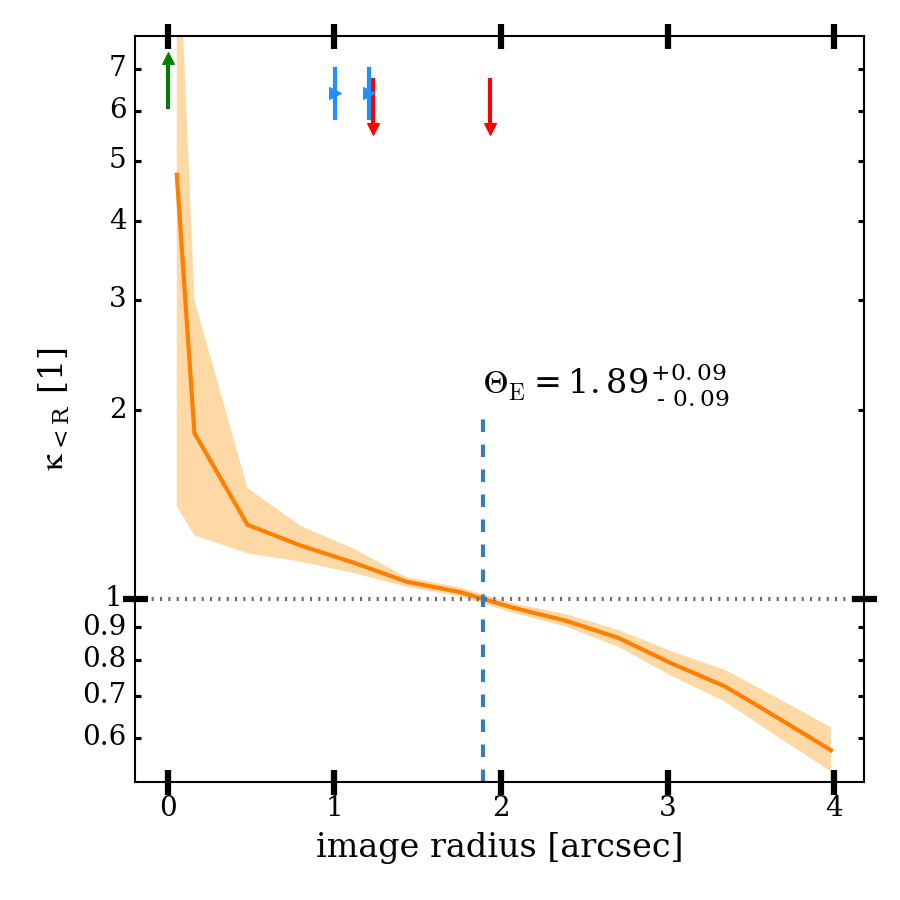 7
6
5
4
3
2
1
0.9
0.8
0.7
0.6
κ<R [1]
Θ_E = 1.89^{+0.09}_{- 0.09}
0 1 2 3 4
image radius [arcsec]